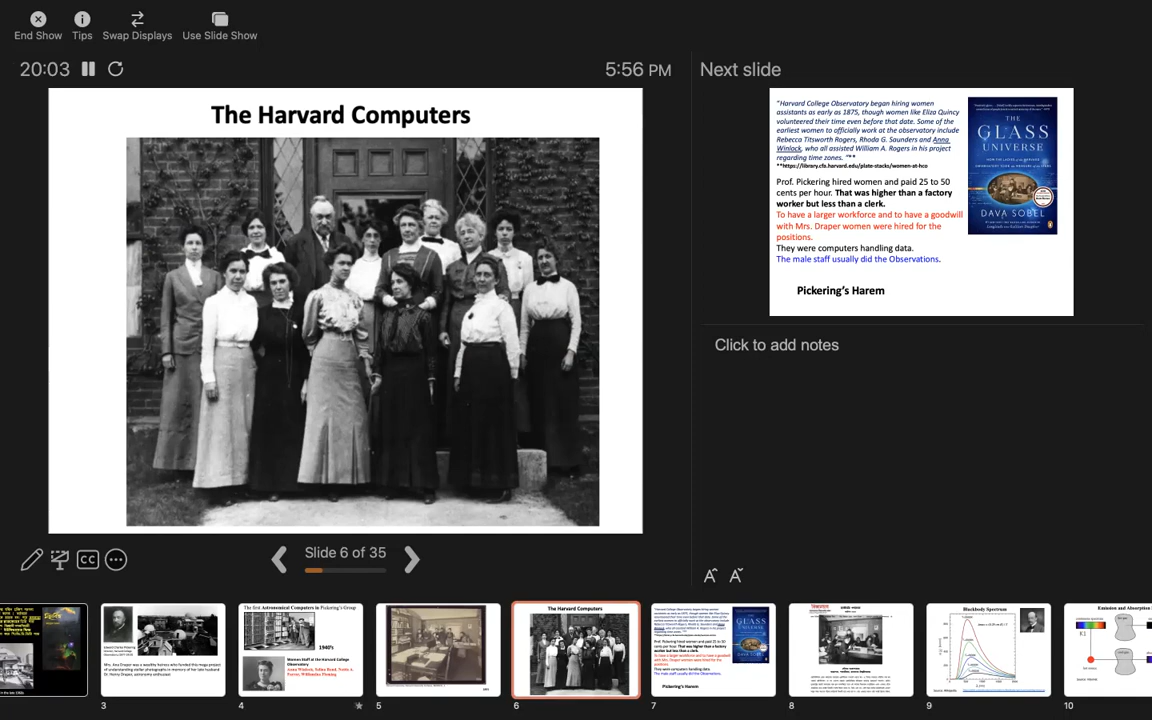 End Show
Tips
Swap Displays
Use Slide Show
20:03
5:56 PM
Next slide
The Harvard Computers
"Harvard College Observatory began hiring women
assistants as early as 1875, though women like Eliza Quincy
volunteered their time even before that date. Some of the
earliest women to officially work at the observatory include
Rebecca Titsworth Rogers, Rhoda G. Saunders and Anna
Winlock, who all assisted William A. Rogers in his project
regarding time zones. "**
**https://library.cfa.harvard.edu/plate-stacks/women-at-hco
Prof. Pickering hired women and paid 25 to 50
cents per hour. That was higher than a factory
worker but less than a clerk.
To have a larger workforce and to have a goodwill
with Mrs. Draper women were hired for the
positions.
They were computers handling data.
The male staff usually did the Observations.
Pickering's Harem
THE
GLASS
UNIVERSE
DAVA SOBEL
Click to add notes
CC
Slide 6 of 35
The first Astronomical Computers in Pickering's Group
1940's
Women Staff at the Harvard College
Observatory
The Harvard Computers
Pickering's Harem
Blackbody Spectrum
3
4
5
6
7
8
9
10